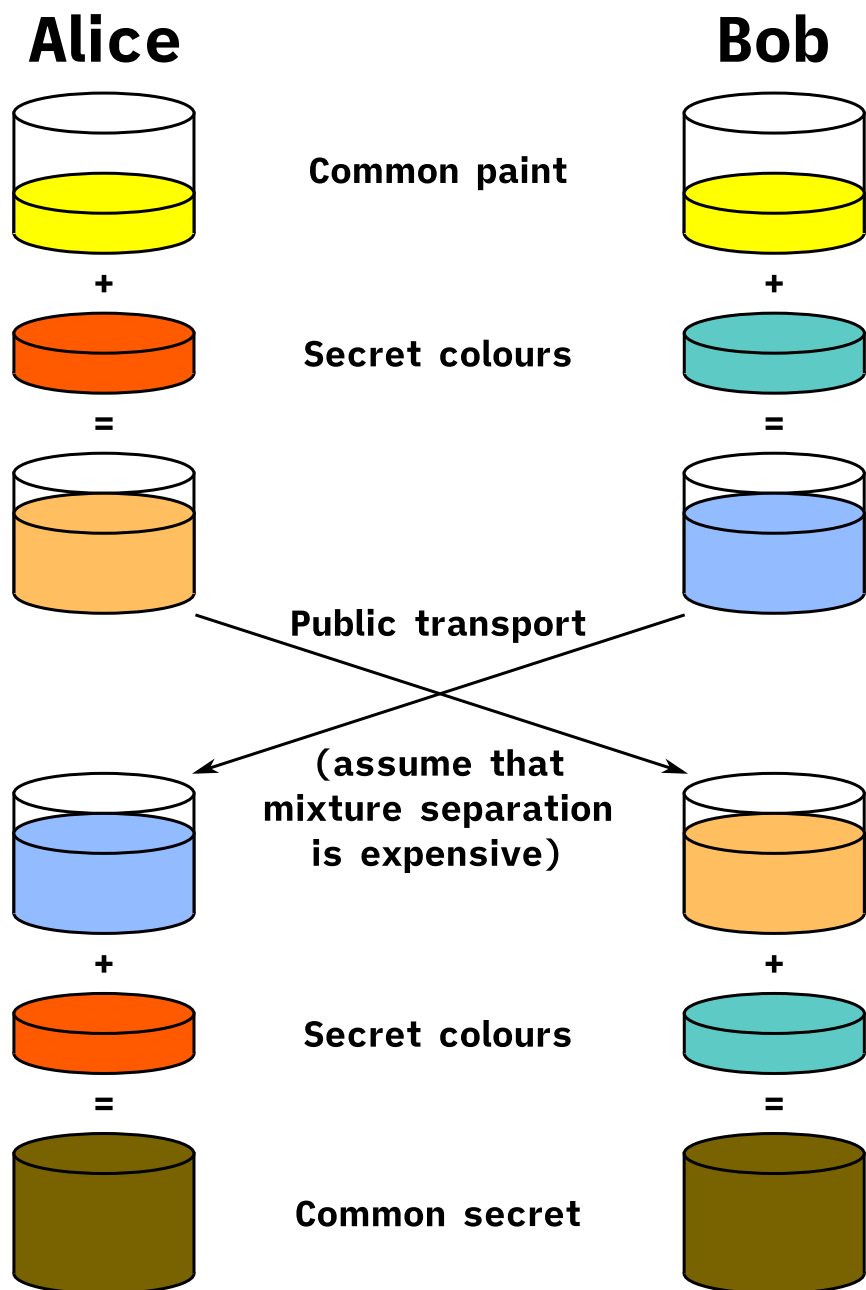 Alice Bob
Common paint
+ +
Secret colours
= =
Public transport
(assume that
mixture separation
is expensive)
+ +
Secret colours
= =
Common secret